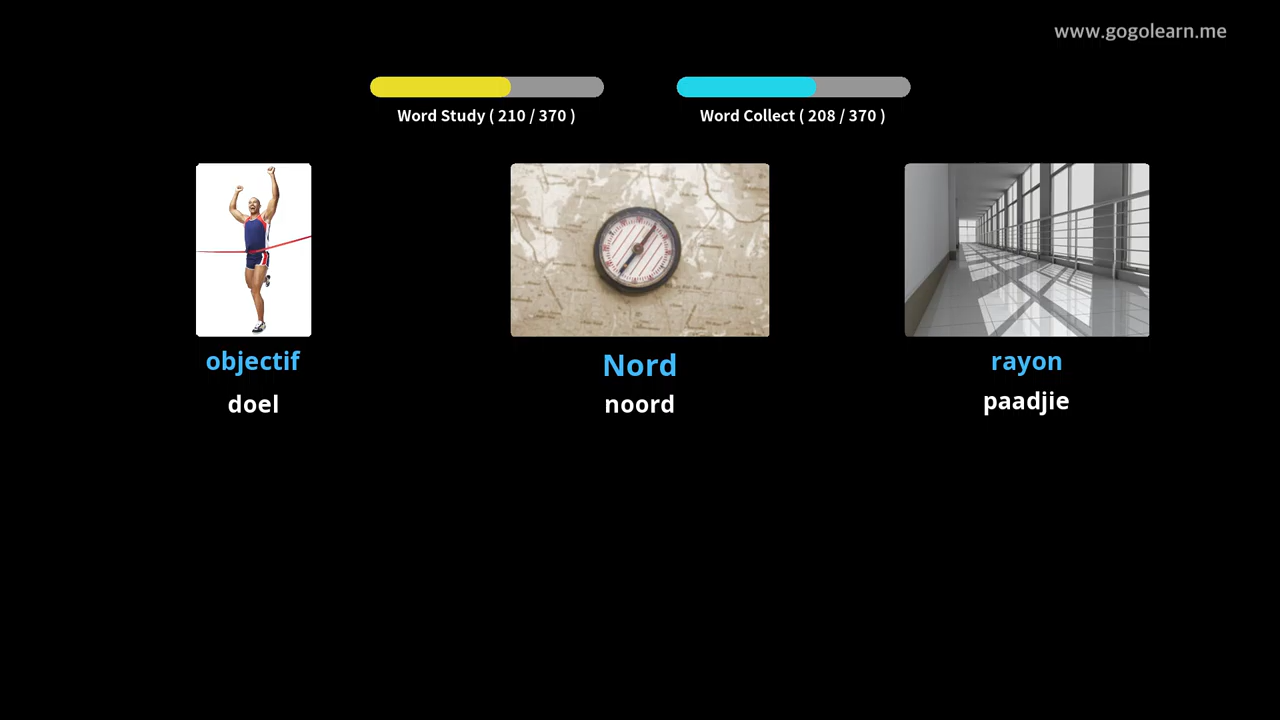 www.gogolearn.me
Word Study ( 210 / 370 )
Word Collect ( 208 / 370 )
objectif
doel
Nord
noord
rayon
paadjie